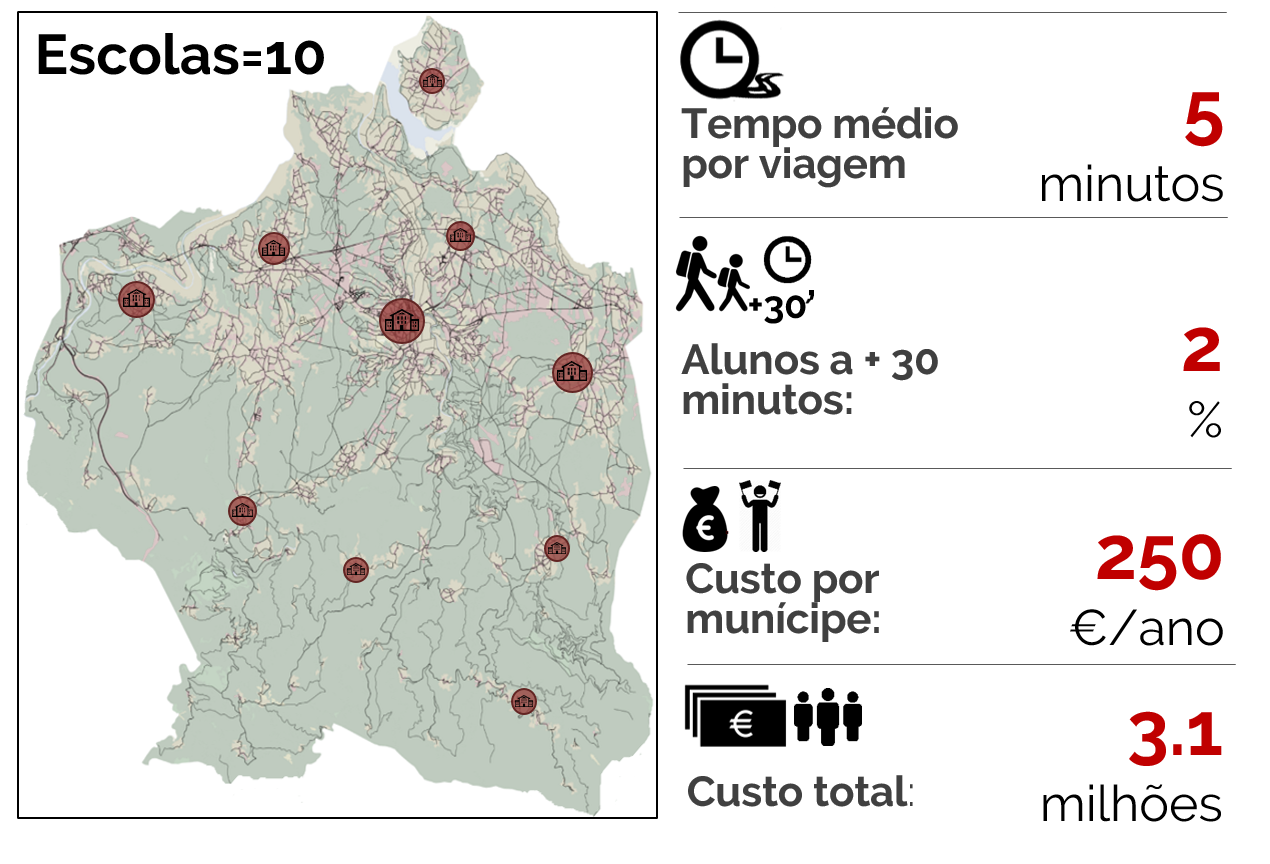 Escolas=10
Tempo médio
por viagem
5
minutos
+30’
Alunos a + 30
minutos:
2
%
€
Custo por
munícipe:
250
€/ano
€
Custo total:
3.1
milhões